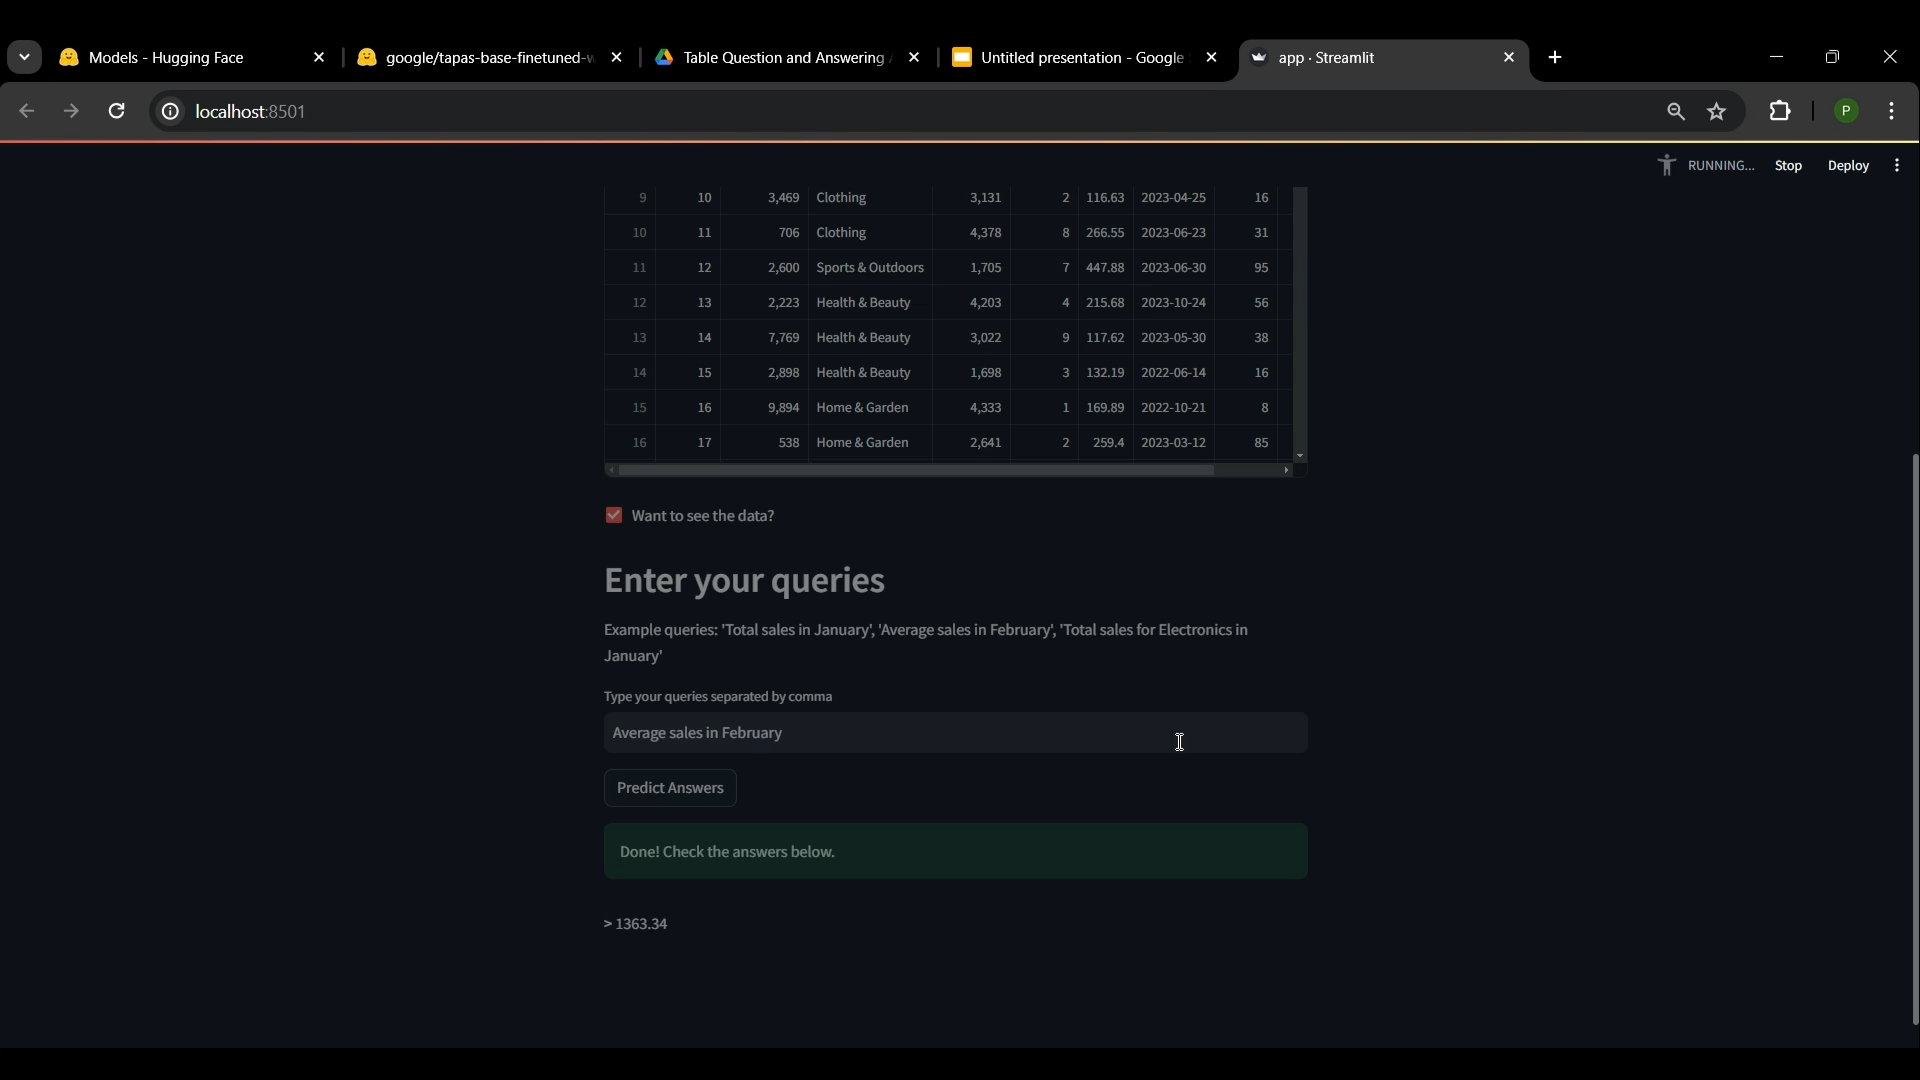 Models - Hugging Face
google/tapas-base-finetuned-w
Table Question and Answering
Untitled presentation - Google
app · Streamlit
localhost:8501
P
RUNNING...
Stop
Deploy
9 10 3,469 Clothing 3,131 2 116.63 2023-04-25 16
10 11 706 Clothing 4,378 8 266.55 2023-06-23 31
11 12 2,600 Sports & Outdoors 1,705 7 447.88 2023-06-30 95
12 13 2,223 Health & Beauty 4,203 4 215.68 2023-10-24 56
13 14 7,769 Health & Beauty 3,022 9 117.62 2023-05-30 38
14 15 2,898 Health & Beauty 1,698 3 132.19 2022-06-14 16
15 16 9,894 Home & Garden 4,333 1 169.89 2022-10-21 8
16 17 538 Home & Garden 2,641 2 259.4 2023-03-12 85
Want to see the data?
Enter your queries
Example queries: 'Total sales in January', 'Average sales in February', 'Total sales for Electronics in
January'
Type your queries separated by comma
Average sales in February
Predict Answers
Done! Check the answers below.
> 1363.34